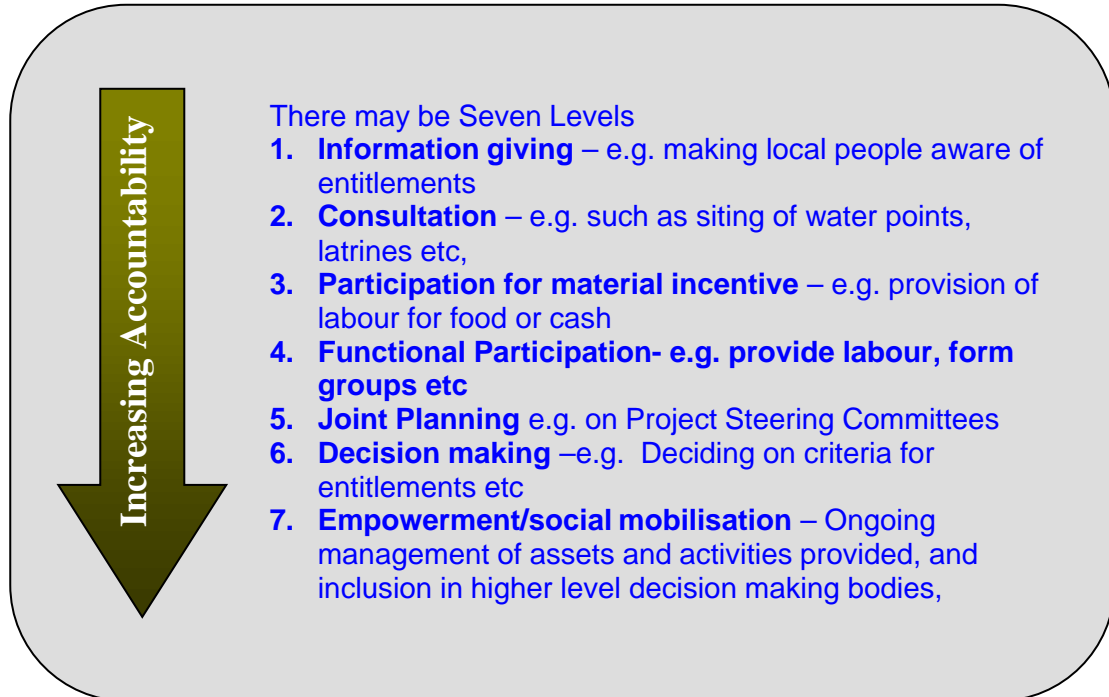 Increasing Accountability
There may be Seven Levels
1. Information giving – e.g. making local people aware of
entitlements
2. Consultation – e.g. such as siting of water points,
latrines etc,
3. Participation for material incentive – e.g. provision of
labour for food or cash
4. Functional Participation- e.g. provide labour, form
groups etc
5. Joint Planning e.g. on Project Steering Committees
6. Decision making –e.g. Deciding on criteria for
entitlements etc
7. Empowerment/social mobilisation – Ongoing
management of assets and activities provided, and
inclusion in higher level decision making bodies,